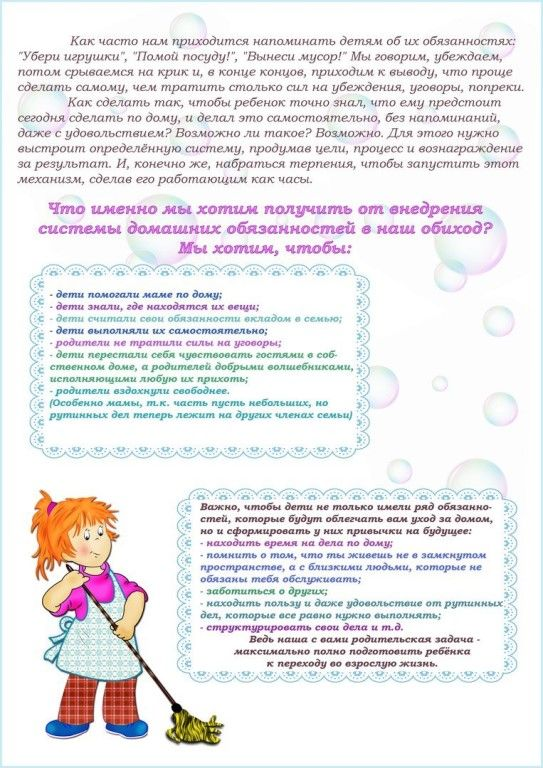 Как часто нам приходится напоминать детям об их обязанностях:
"Убери игрушки", "Помой посуду!", "Вынеси мусор!" Мы говорим, убеждаем,
потом срываемся на крик и, в конце концов, приходим к выводу, что проще
сделать самому, чем тратить столько сил на убеждения, уговоры, попреки.
Как сделать так, чтобы ребенок точно знал, что ему предстоит
сегодня сделать по дому, и делал это самостоятельно, без напоминаний,
даже с удовольствием? Возможно ли такое? Возможно. Для этого нужно
выстроит определённую систему, продумав цели, процесс и вознаграждение
за результат. И, конечно же, набраться терпения, чтобы запустить этот
механизм, сделав его работающим как часы.
Что именно мы хотим получить от внедрения
системы домашних обязанностей в наш обиход?
Мы хотим, чтобы:
- дети помогали маме по дому;
- дети знали, где находятся их вещи;
- дети считали свои обязанности вкладом в семью;
- дети выполняли их самостоятельно;
- родители не тратили силы на уговоры;
- дети перестали себя чувствовать гостями в соб-
ственном доме, а родителей добрыми волшебниками,
исполняющими любую их прихоть;
- родители вздохнули свободнее.
(Особенно мамы, т.к. часть пусть небольших, но
рутинных дел теперь лежит на других членах семьи)
Важно, чтобы дети не только имели ряд обязанно-
стей, которые будут облегчать вам уход за домом,
но и сформировать у них привычки на будущее:
- находить время на дела по дому;
- помнить о том, что ты живешь не в замкнутом
пространстве, а с близкими людьми, которые не
обязаны тебя обслуживать;
- заботиться о других;
- находить пользу и даже удовольствие от рутинных
дел, которые все равно нужно выполнять;
- структурировать свои дела и т.д.
Ведь наша с вами родительская задача -
максимально полно подготовить ребёнка
к переходу во взрослую жизнь.